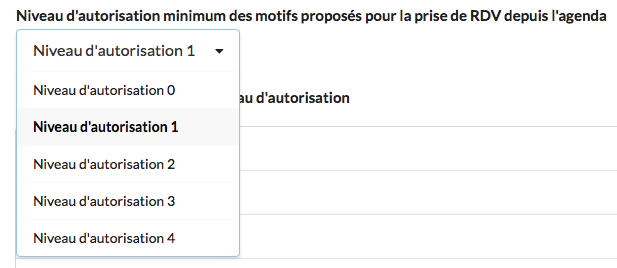 Niveau d'autorisation minimum des motifs proposés pour la prise de RDV depuis l'agenda
Niveau d'autorisation 1
Niveau d'autorisation 0
au d'autorisation
Niveau d'autorisation 1
Niveau d'autorisation 2
Niveau d'autorisation 3
Niveau d'autorisation 4